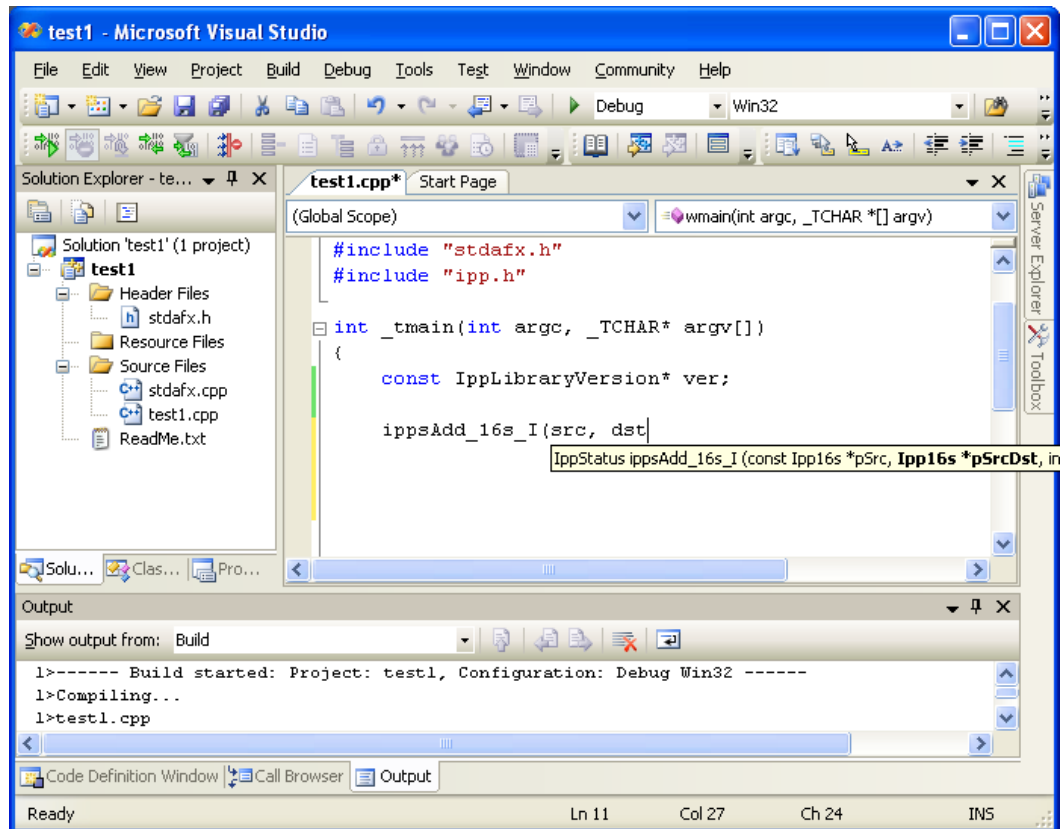 test1 - Microsoft Visual Studio
File Edit View Project Build Debug Tools Test Window Community Help
Debug Win32
Solution Explorer - te...
test1.cpp* Start Page
(Global Scope) wmain(int argc, _TCHAR *[] argv)
Solution 'test1' (1 project)
test1
Header Files
stdafx.h
Resource Files
Source Files
stdafx.cpp
test1.cpp
ReadMe.txt
#include "stdafx.h"
#include "ipp.h"
int _tmain(int argc, _TCHAR* argv[])
{
const IppLibraryVersion* ver;
ippsAdd_16s_I(src, dst
IppStatus ippsAdd_16s_I (const Ipp16s *pSrc, Ipp16s *pSrcDst, in
Server Explorer
Toolbox
Solu... Clas... Pro...
Output
Show output from: Build
1>------ Build started: Project: test1, Configuration: Debug Win32 ------
1>Compiling...
1>test1.cpp
Code Definition Window Call Browser Output
Ready Ln 11 Col 27 Ch 24 INS